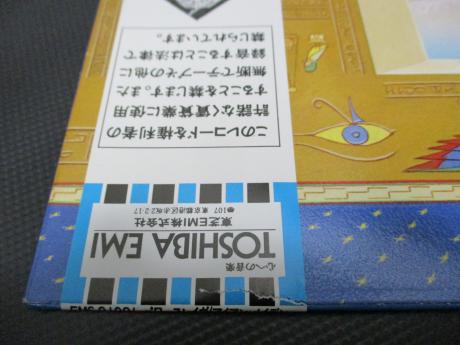 心への音楽
TOSHIBA EMI
東芝EMI株式会社
107 東京都港区赤坂2-2-17
このレコードを権利者の
許諾なく賃貸業に使用
することを禁じます。また
無断でテープその他に
録音することは法律で
禁じられています。